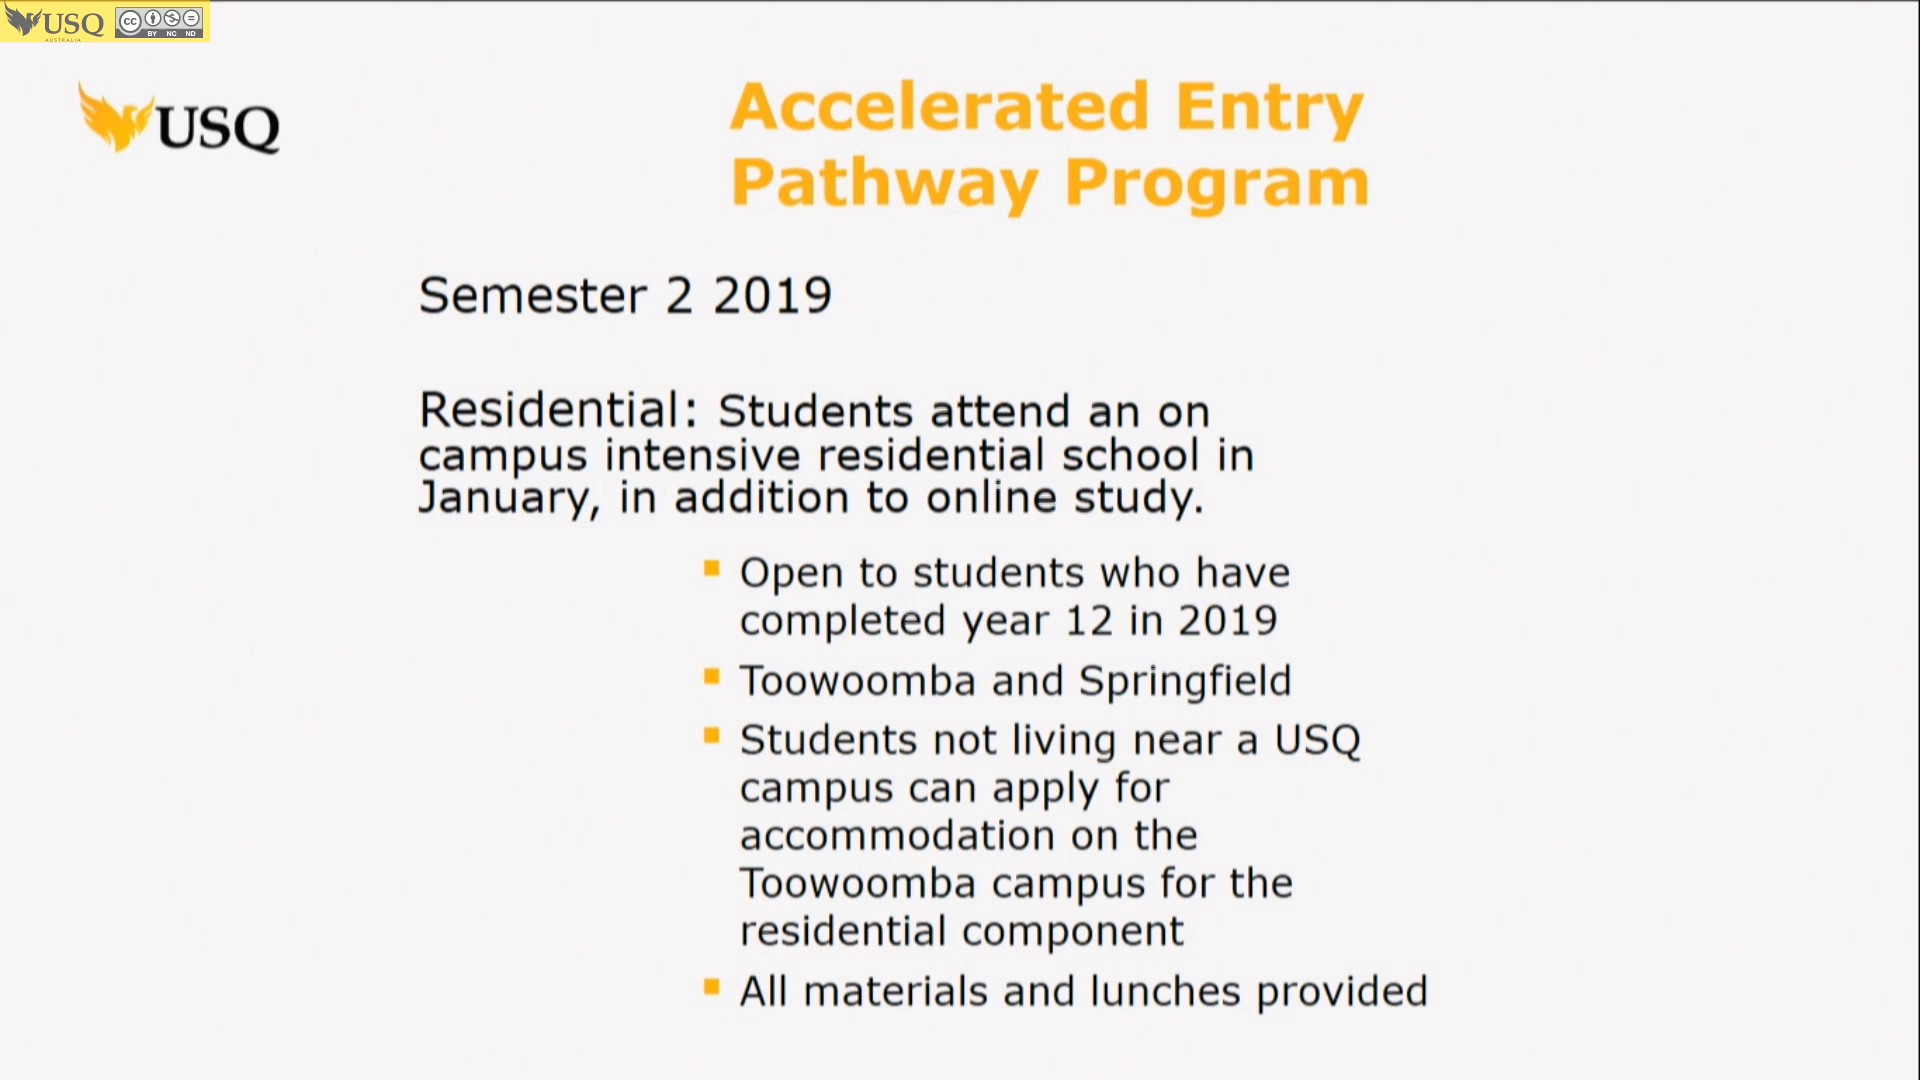 USQ
AUSTRALIA
CC
BY NC ND
USQ
Accelerated Entry
Pathway Program
Semester 2 2019
Residential: Students attend an on
campus intensive residential school in
January, in addition to online study.
Open to students who have
completed year 12 in 2019
Toowoomba and Springfield
Students not living near a USQ
campus can apply for
accommodation on the
Toowoomba campus for the
residential component
All materials and lunches provided